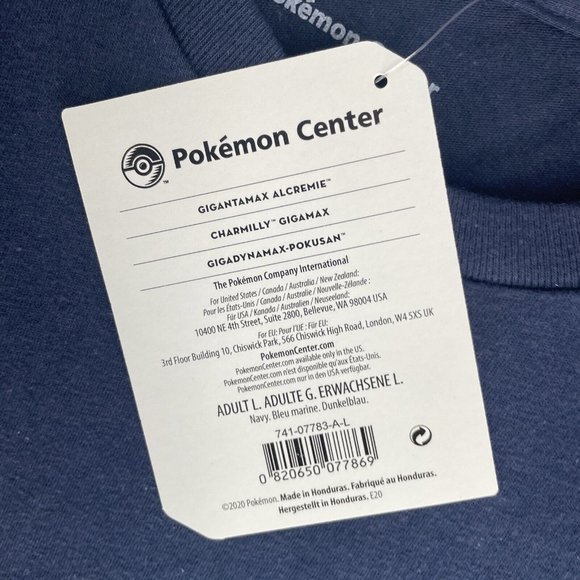 Pokémon Center
Pokémon Center
GIGANTAMAX ALCREMIE™
CHARMILLY™ GIGAMAX
GIGADYNAMAX-POKUSAN™
The Pokémon Company International
For United States / Canada / Australia / New Zealand:
Pour les États-Unis / Canada / Australie / Nouvelle-Zélande :
Für USA / Kanada / Australien / Neuseeland:
10400 NE 4th Street, Suite 2800, Bellevue, WA 98004 USA
For EU: Pour l'UE : Für EU:
3rd Floor Building 10, Chiswick Park, 566 Chiswick High Road, London, W4 5XS UK
PokemonCenter.com
PokemonCenter.com available only in the US.
PokemonCenter.com n'est disponible qu'aux États-Unis.
PokemonCenter.com nur in den USA verfügbar.
ADULT L. ADULTE G. ERWACHSENE L.
Navy. Bleu marine. Dunkelblau.
741-07783-A-L
0 820650 077869
©2020 Pokémon. Made in Honduras. Fabriqué au Honduras.
Hergestellt in Honduras. E20